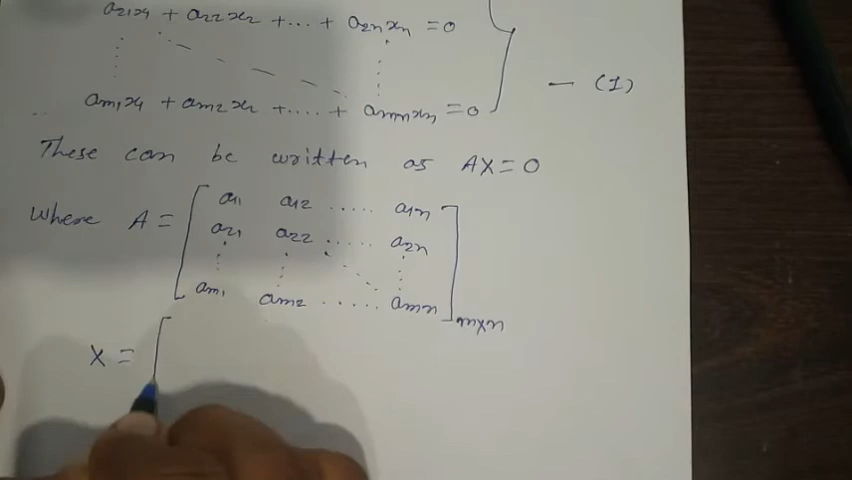 a21x1 + a22x2 + ... + a2nxn = 0
am1x1 + am2x2 + .... + amnxn = 0
— (1)
These can be written as AX = 0
Where A = [ a11 a12 ..... a1n
a21 a22 ..... a2n
am1 am2 ...... amn ]m×n
X = [